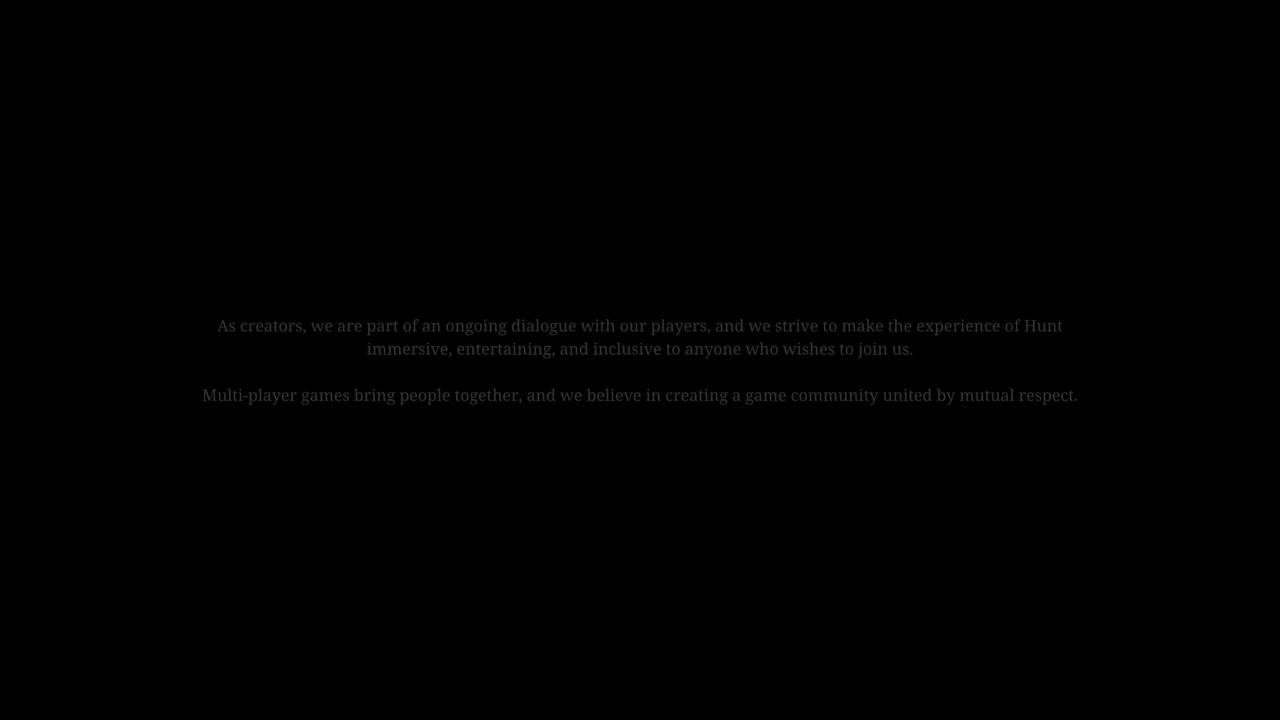 As creators, we are part of an ongoing dialogue with our players, and we strive to make the experience of Hunt
immersive, entertaining, and inclusive to anyone who wishes to join us.
Multi-player games bring people together, and we believe in creating a game community united by mutual respect.